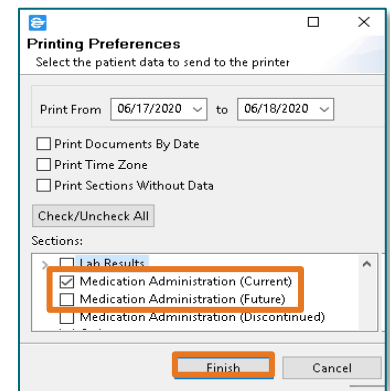 Printing Preferences
Select the patient data to send to the printer
Print From 06/17/2020 to 06/18/2020
Print Documents By Date
Print Time Zone
Print Sections Without Data
Check/Uncheck All
Sections:
Lab Results
Medication Administration (Current)
Medication Administration (Future)
Medication Administration (Discontinued)
Finish Cancel